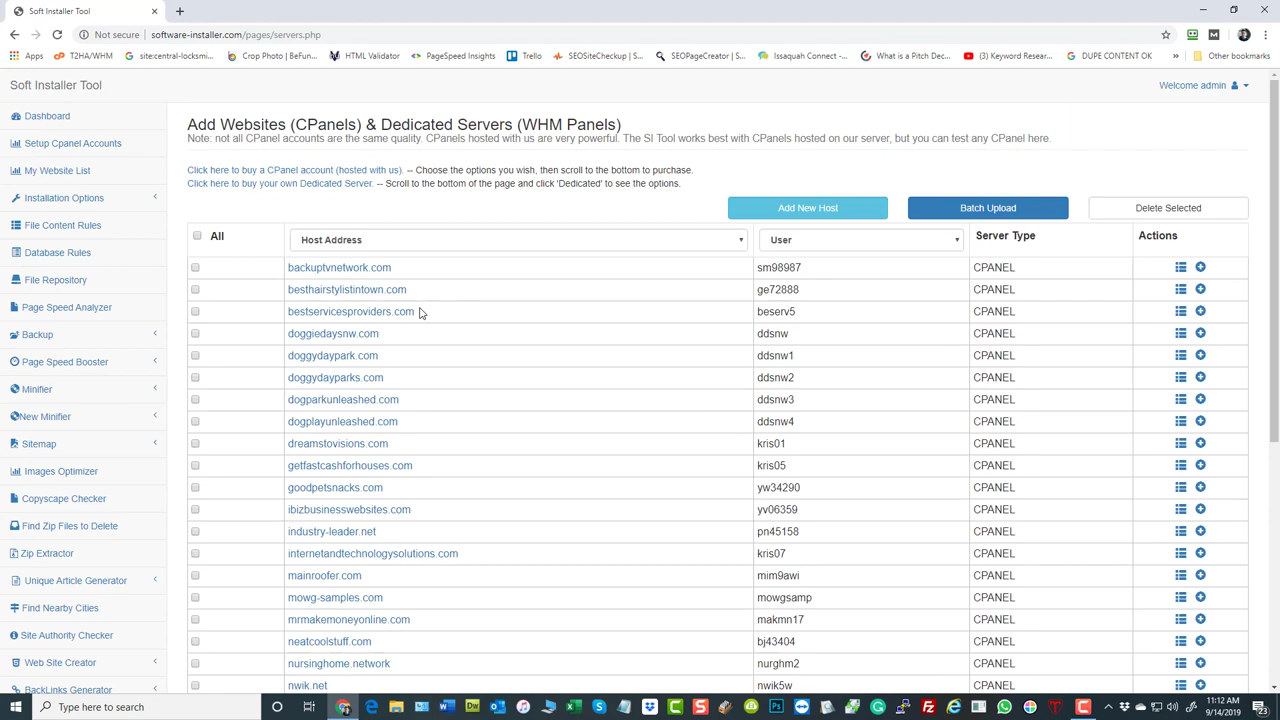 Software Installer Tool
Not secure
software-installer.com/pages/servers.php
Apps
T2HA/WHM
site:central-locksmi...
Crop Photo | BeFun...
HTML Validator
PageSpeed Insights
Trello
SEOSiteCheckup | S...
SEOPageCreator | S...
Issaquah Connect -...
What is a Pitch Dec...
(3) Keyword Resear...
DUPE CONTENT OK
»
Other bookmarks
Soft Installer Tool
Welcome admin
Dashboard
Setup Cpanel Accounts
My Website List
Installation Options
File Content Rules
Database Rules
File Repository
Page Speed Analyzer
Backup
Page Speed Booster
Minifier
New Minifier
Sitemap
Images Optimizer
Copyscape Checker
Find Zip Files to Delete
Zip Extractor
Unique Article Generator
Find Nearby Cities
Site Authority Checker
Web Site Creator
BackLinks Generator
Add Websites (CPanels) & Dedicated Servers (WHM Panels)
Note: not all CPanel accounts are the same quality. CPanels hosted with us are very powerful. The SI Tool works best with CPanels hosted on our server, but you can test any CPanel here.
Click here to buy a CPanel account (hosted with us). -- Choose the options you wish, then scroll to the bottom to purchase.
Click here to buy your own Dedicated Server. -- Scroll to the bottom of the page and click 'Dedicated' to see the options.
Add New Host
Batch Upload
Delete Selected
All Host Address User Server Type Actions
backuptvnetwork.com sm98987 CPANEL
besthairstylistintown.com ge72888 CPANEL
bestservicesproviders.com beserv5 CPANEL
doggiedaysnw.com ddsnw CPANEL
doggydaypark.com ddsnw1 CPANEL
doggydayparks.com ddsnw2 CPANEL
dogparkunleashed.com ddsnw3 CPANEL
dogplayunleashed.com ddsnw4 CPANEL
dreamstovisions.com kris01 CPANEL
getfastcashforhouses.com kris05 CPANEL
goodpetsnacks.com yw34290 CPANEL
ibizbusinesswebsites.com yv06359 CPANEL
industry-leader.net pn45158 CPANEL
internetandtechnologysolutions.com kris07 CPANEL
mainroofer.com mim9awi CPANEL
mowg-samples.com mowgsamp CPANEL
mrmakemoneyonline.com makmn17 CPANEL
neatcoolstuff.com bj43404 CPANEL
nursinghome.network nurghm2 CPANEL
nwik.net nwik5w CPANEL
Type here to search
11:12 AM
9/14/2019